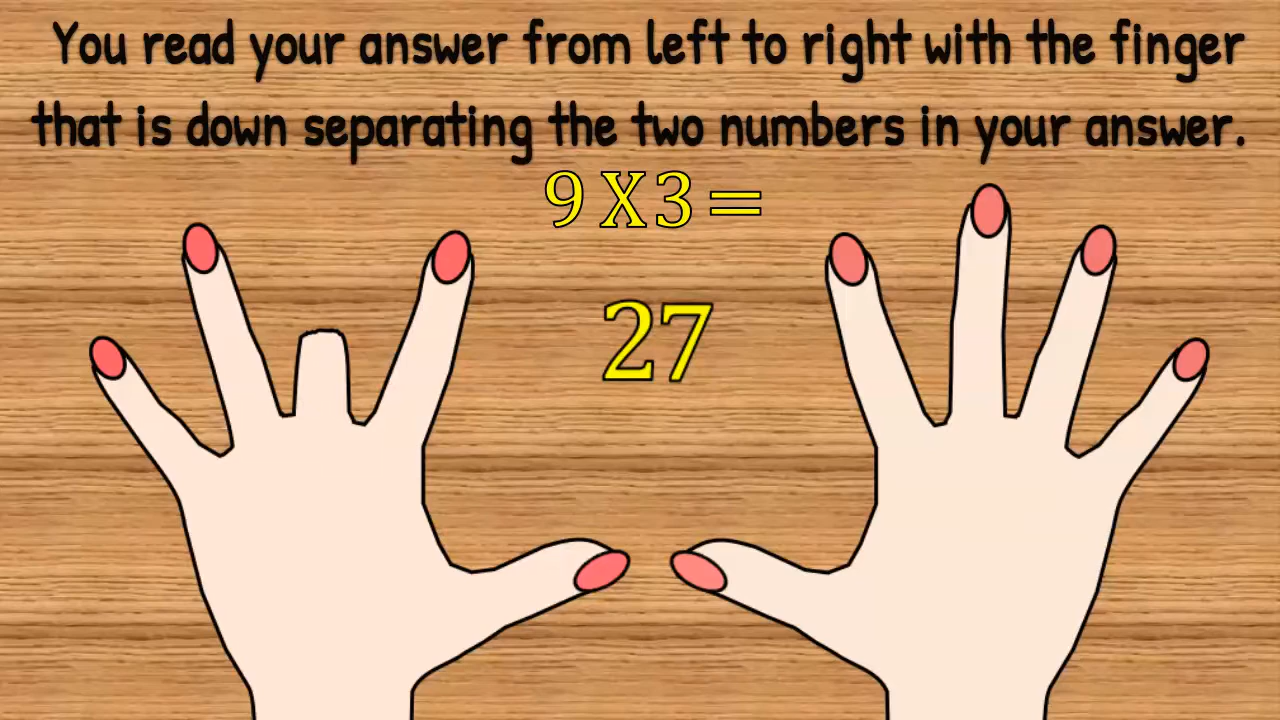 You read your answer from left to right with the finger
that is down separating the two numbers in your answer.
9 X 3 =
27